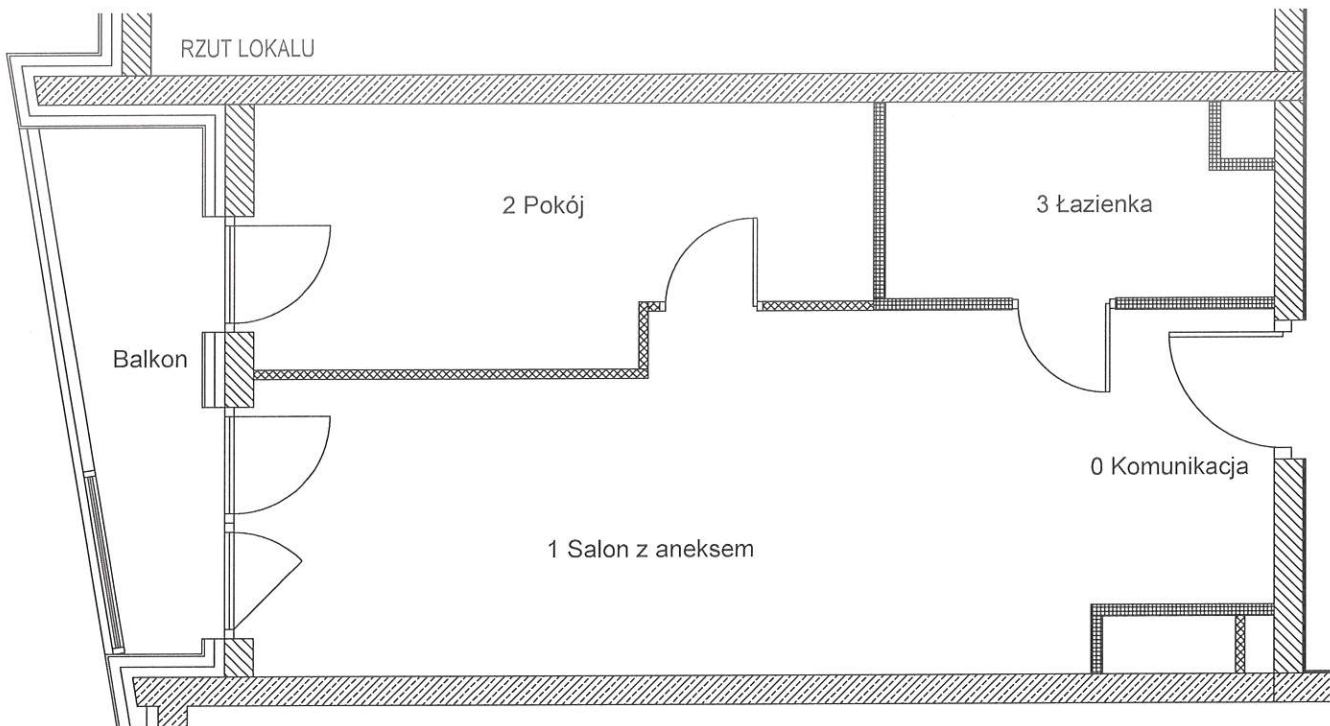 RZUT LOKALU
2 Pokój
3 Łazienka
Balkon
0 Komunikacja
1 Salon z aneksem